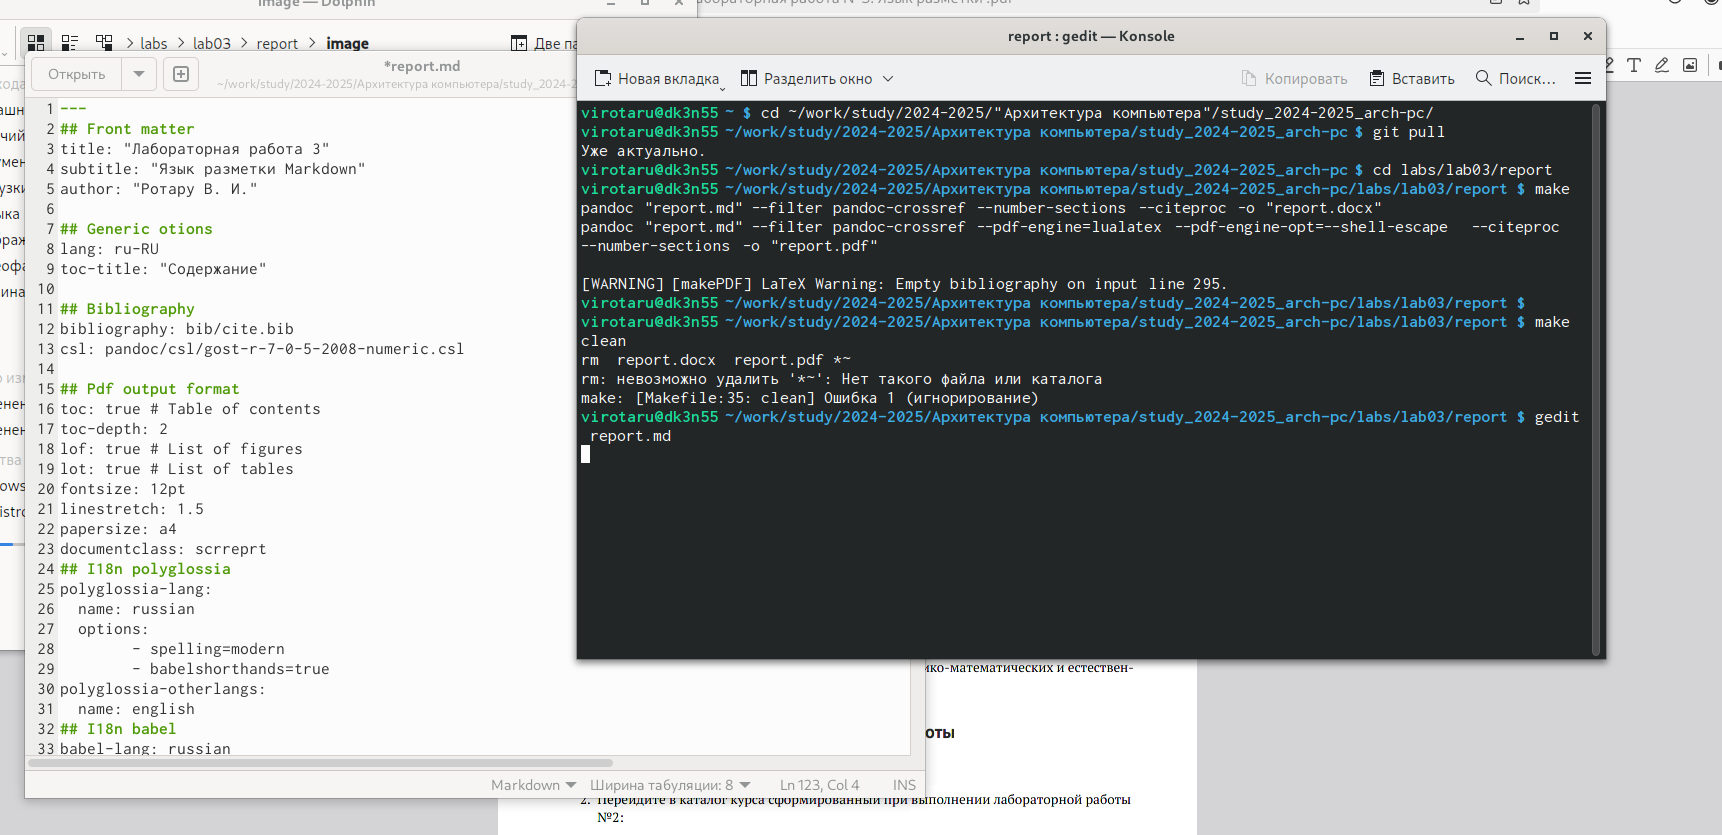 Image — Dolphin
labs
lab03
report
image
Две па
Открыть
*report.md
~/work/study/2024-2025/Архитектура компьютера/study_2024-2
1 ---
2 ## Front matter
3 title: "Лабораторная работа 3"
4 subtitle: "Язык разметки Markdown"
5 author: "Ротару В. И."
6
7 ## Generic otions
8 lang: ru-RU
9 toc-title: "Содержание"
10
11 ## Bibliography
12 bibliography: bib/cite.bib
13 csl: pandoc/csl/gost-r-7-0-5-2008-numeric.csl
14
15 ## Pdf output format
16 toc: true # Table of contents
17 toc-depth: 2
18 lof: true # List of figures
19 lot: true # List of tables
20 fontsize: 12pt
21 linestretch: 1.5
22 papersize: a4
23 documentclass: scrreprt
24 ## I18n polyglossia
25 polyglossia-lang:
26 name: russian
27 options:
28 - spelling=modern
29 - babelshorthands=true
30 polyglossia-otherlangs:
31 name: english
32 ## I18n babel
33 babel-lang: russian
Markdown
Ширина табуляции: 8
Ln 123, Col 4
INS
report : gedit — Konsole
Новая вкладка
Разделить окно
Копировать
Вставить
Поиск...
virotaru@dk3n55 ~ $ cd ~/work/study/2024-2025/"Архитектура компьютера"/study_2024-2025_arch-pc/
virotaru@dk3n55 ~/work/study/2024-2025/Архитектура компьютера/study_2024-2025_arch-pc $ git pull
Уже актуально.
virotaru@dk3n55 ~/work/study/2024-2025/Архитектура компьютера/study_2024-2025_arch-pc $ cd labs/lab03/report
virotaru@dk3n55 ~/work/study/2024-2025/Архитектура компьютера/study_2024-2025_arch-pc/labs/lab03/report $ make
pandoc "report.md" --filter pandoc-crossref --number-sections --citeproc -o "report.docx"
pandoc "report.md" --filter pandoc-crossref --pdf-engine=lualatex --pdf-engine-opt=--shell-escape --citeproc
--number-sections -o "report.pdf"
[WARNING] [makePDF] LaTeX Warning: Empty bibliography on input line 295.
virotaru@dk3n55 ~/work/study/2024-2025/Архитектура компьютера/study_2024-2025_arch-pc/labs/lab03/report $
virotaru@dk3n55 ~/work/study/2024-2025/Архитектура компьютера/study_2024-2025_arch-pc/labs/lab03/report $ make
clean
rm report.docx report.pdf *~
rm: невозможно удалить '*~': Нет такого файла или каталога
make: [Makefile:35: clean] Ошибка 1 (игнорирование)
virotaru@dk3n55 ~/work/study/2024-2025/Архитектура компьютера/study_2024-2025_arch-pc/labs/lab03/report $ gedit
report.md
ико-математических и естествен-
оты
2. Перейдите в каталог курса сформированный при выполнении лабораторной работы
№2: